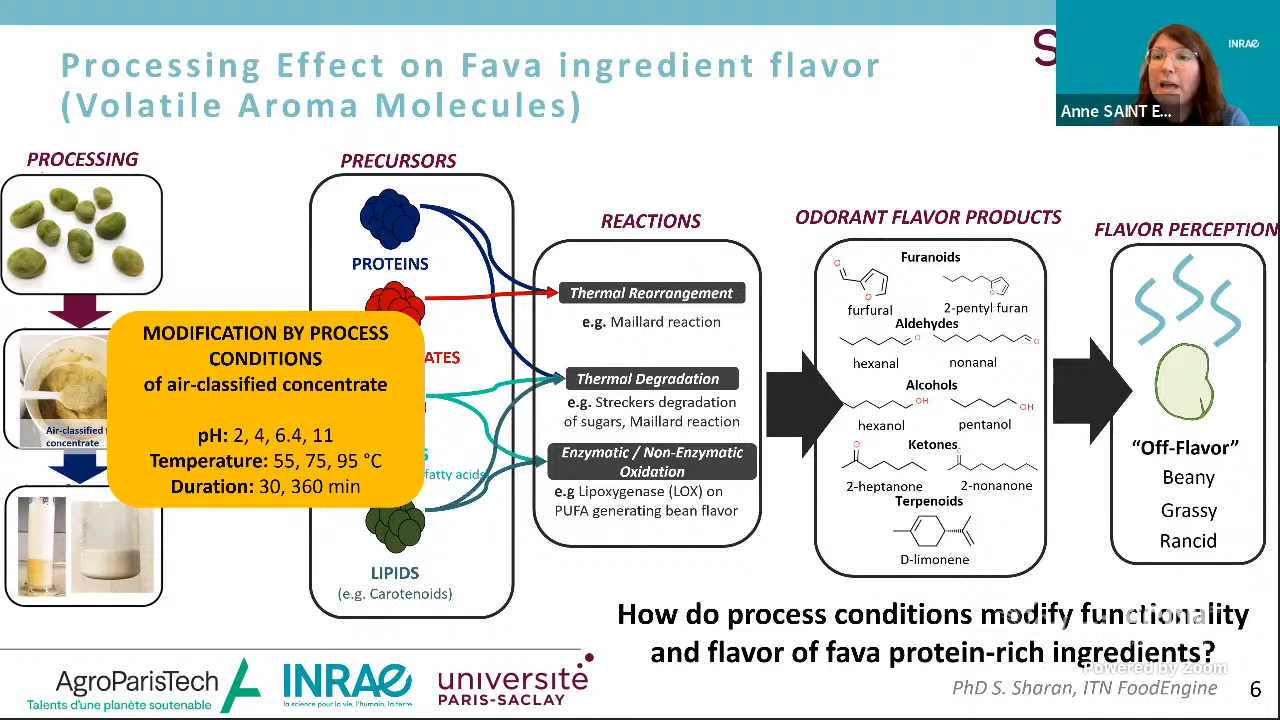 Processing Effect on Fava ingredient flavor
(Volatile Aroma Molecules)
INRAE
Anne SAINT E...
S
PROCESSING
PRECURSORS
REACTIONS
ODORANT FLAVOR PRODUCTS
FLAVOR PERCEPTION
PROTEINS
ATES
S
fatty acids
LIPIDS
(e.g. Carotenoids)
Air-classified f
concentrate
MODIFICATION BY PROCESS
CONDITIONS
of air-classified concentrate
pH: 2, 4, 6.4, 11
Temperature: 55, 75, 95 °C
Duration: 30, 360 min
Thermal Rearrangement
e.g. Maillard reaction
Thermal Degradation
e.g. Streckers degradation
of sugars, Maillard reaction
Enzymatic / Non-Enzymatic
Oxidation
e.g Lipoxygenase (LOX) on
PUFA generating bean flavor
Furanoids
O
O
O
furfural
2-pentyl furan
Aldehydes
O
O
hexanal
nonanal
Alcohols
OH
OH
hexanol
pentanol
Ketones
O
O
2-heptanone
2-nonanone
Terpenoids
D-limonene
“Off-Flavor”
Beany
Grassy
Rancid
How do process conditions modify functionality
and flavor of fava protein-rich ingredients?
Powered by Zoom
PhD S. Sharan, ITN FoodEngine
6
AgroParisTech
Talents d'une planète soutenable
INRAE
la science pour la vie, l'humain, la terre
université
PARIS-SACLAY